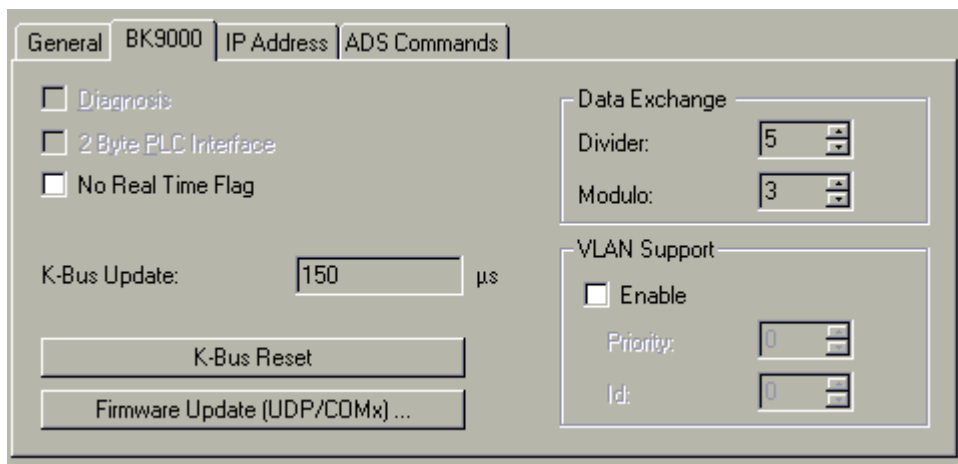 General BK9000 IP Address ADS Commands
Diagnosis
2 Byte PLC Interface
No Real Time Flag
K-Bus Update: 150 µs
K-Bus Reset
Firmware Update (UDP/COMx) ...
Data Exchange
Divider: 5
Modulo: 3
VLAN Support
Enable
Priority: 0
Id: 0